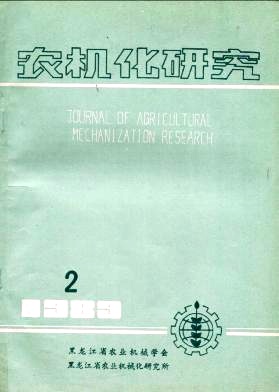 农机化研究
JOURNAL OF AGRICULTURAL
MECHANIZATION RESEARCH
2
1989
黑龙江省农业机械学会
黑龙江省农业机械化研究所